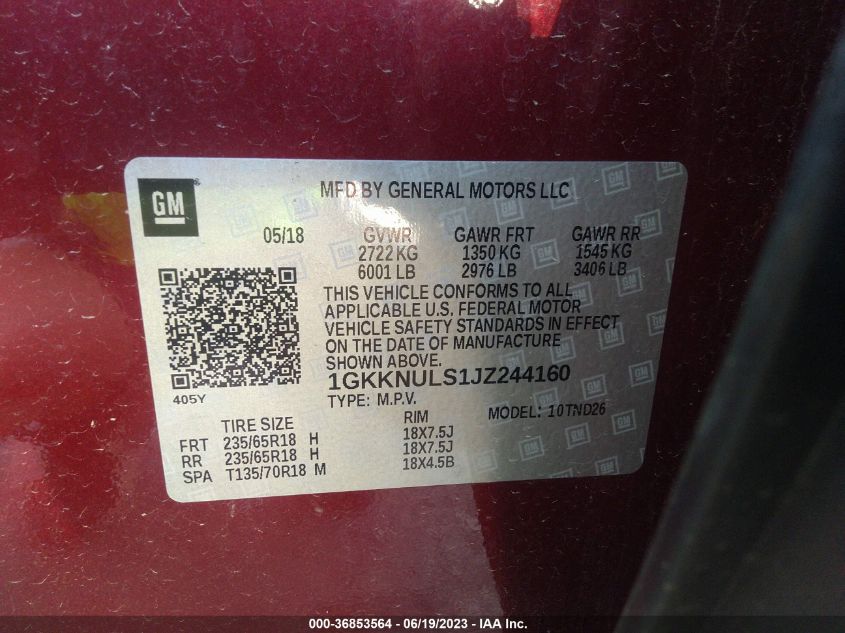 GM
MFD BY GENERAL MOTORS LLC
05/18 GVWR GAWR FRT GAWR RR
2722 KG 1350 KG 1545 KG
6001 LB 2976 LB 3406 LB
THIS VEHICLE CONFORMS TO ALL
APPLICABLE U.S. FEDERAL MOTOR
VEHICLE SAFETY STANDARDS IN EFFECT
ON THE DATE OF MANUFACTURE
SHOWN ABOVE.
1GKKNULS1JZ244160
405Y
TYPE: M.P.V. MODEL: 10TND26
TIRE SIZE RIM
FRT 235/65R18 H 18X7.5J
RR 235/65R18 H 18X7.5J
SPA T135/70R18 M 18X4.5B
000-36853564 - 06/19/2023 - IAA Inc.